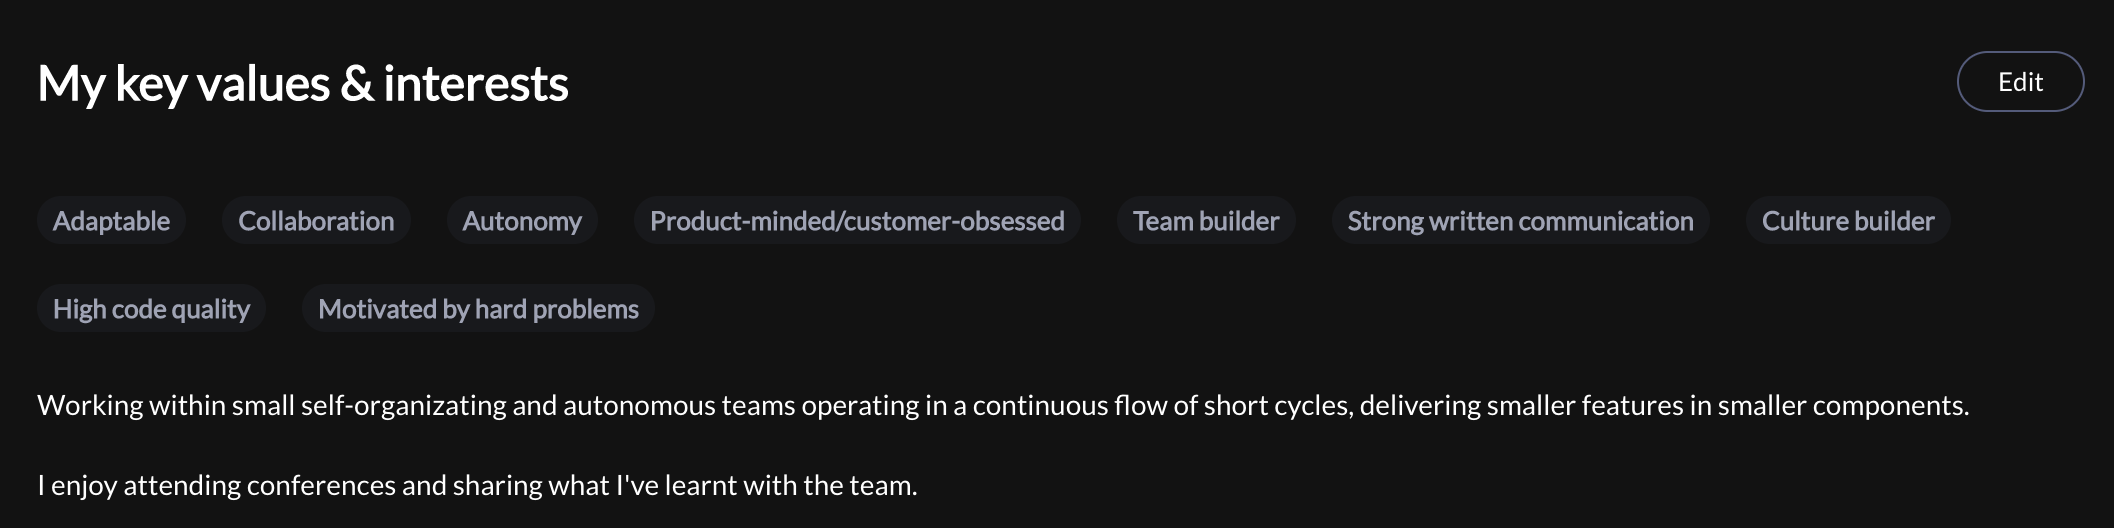 My key values & interests
Edit
Adaptable Collaboration Autonomy Product-minded/customer-obsessed Team builder Strong written communication Culture builder
High code quality Motivated by hard problems
Working within small self-organizating and autonomous teams operating in a continuous flow of short cycles, delivering smaller features in smaller components.
I enjoy attending conferences and sharing what I've learnt with the team.